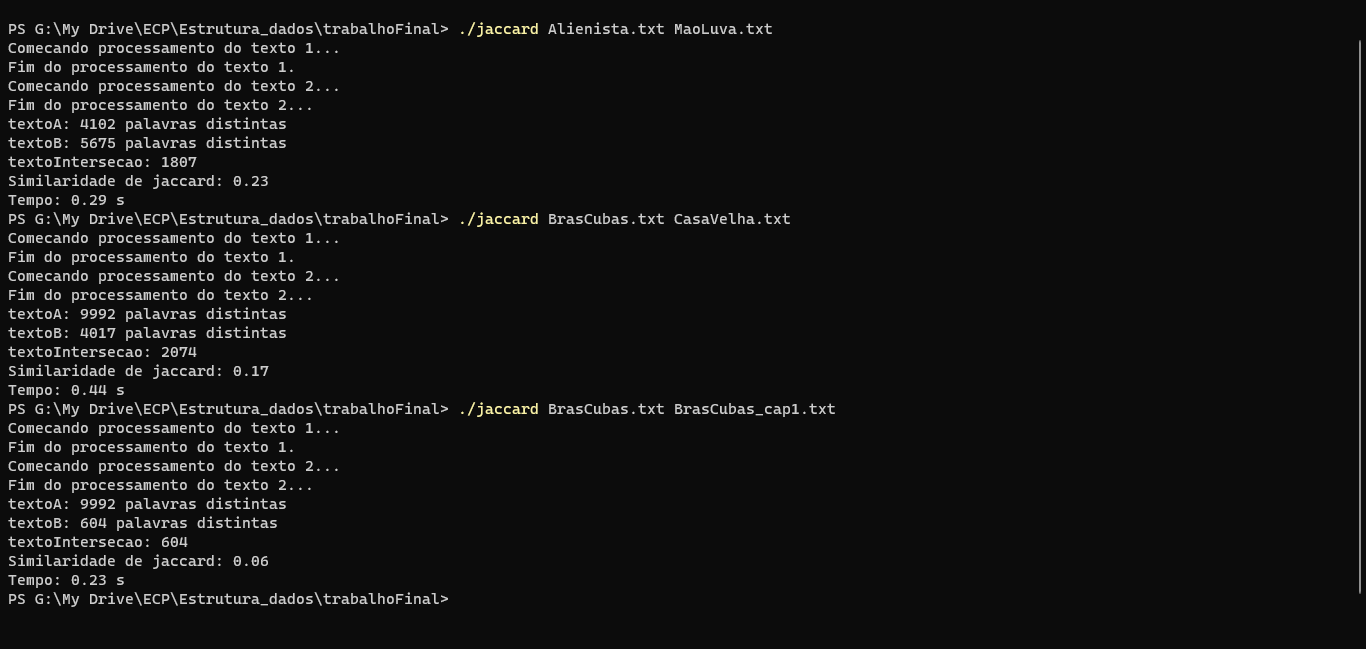 PS G:\My Drive\ECP\Estrutura_dados\trabalhoFinal> ./jaccard Alienista.txt MaoLuva.txt
Comecando processamento do texto 1...
Fim do processamento do texto 1.
Comecando processamento do texto 2...
Fim do processamento do texto 2...
textoA: 4102 palavras distintas
textoB: 5675 palavras distintas
textoIntersecao: 1807
Similaridade de jaccard: 0.23
Tempo: 0.29 s
PS G:\My Drive\ECP\Estrutura_dados\trabalhoFinal> ./jaccard BrasCubas.txt CasaVelha.txt
Comecando processamento do texto 1...
Fim do processamento do texto 1.
Comecando processamento do texto 2...
Fim do processamento do texto 2...
textoA: 9992 palavras distintas
textoB: 4017 palavras distintas
textoIntersecao: 2074
Similaridade de jaccard: 0.17
Tempo: 0.44 s
PS G:\My Drive\ECP\Estrutura_dados\trabalhoFinal> ./jaccard BrasCubas.txt BrasCubas_cap1.txt
Comecando processamento do texto 1...
Fim do processamento do texto 1.
Comecando processamento do texto 2...
Fim do processamento do texto 2...
textoA: 9992 palavras distintas
textoB: 604 palavras distintas
textoIntersecao: 604
Similaridade de jaccard: 0.06
Tempo: 0.23 s
PS G:\My Drive\ECP\Estrutura_dados\trabalhoFinal>